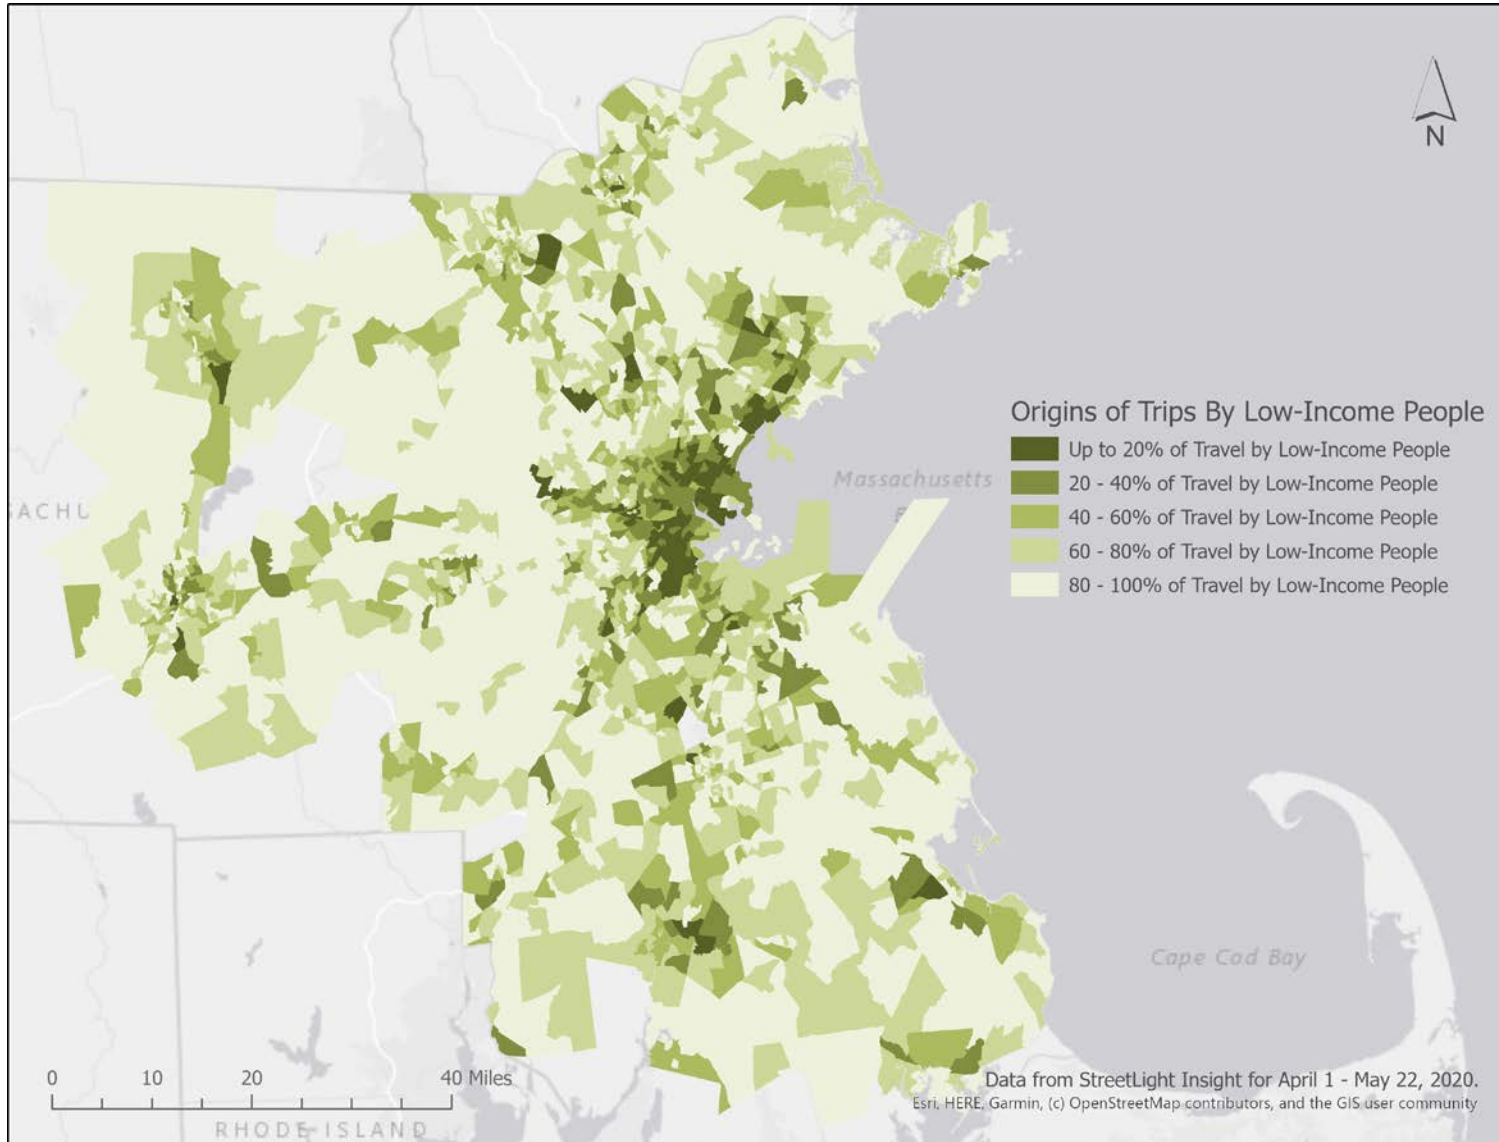 N
Origins of Trips By Low-Income People
Up to 20% of Travel by Low-Income People
20 - 40% of Travel by Low-Income People
40 - 60% of Travel by Low-Income People
60 - 80% of Travel by Low-Income People
80 - 100% of Travel by Low-Income People
Massachusetts
SACHU
Cape Cod Bay
0 10 20 40 Miles
Data from StreetLight Insight for April 1 - May 22, 2020.
Esri, HERE, Garmin, (c) OpenStreetMap contributors, and the GIS user community
RHODE ISLAND